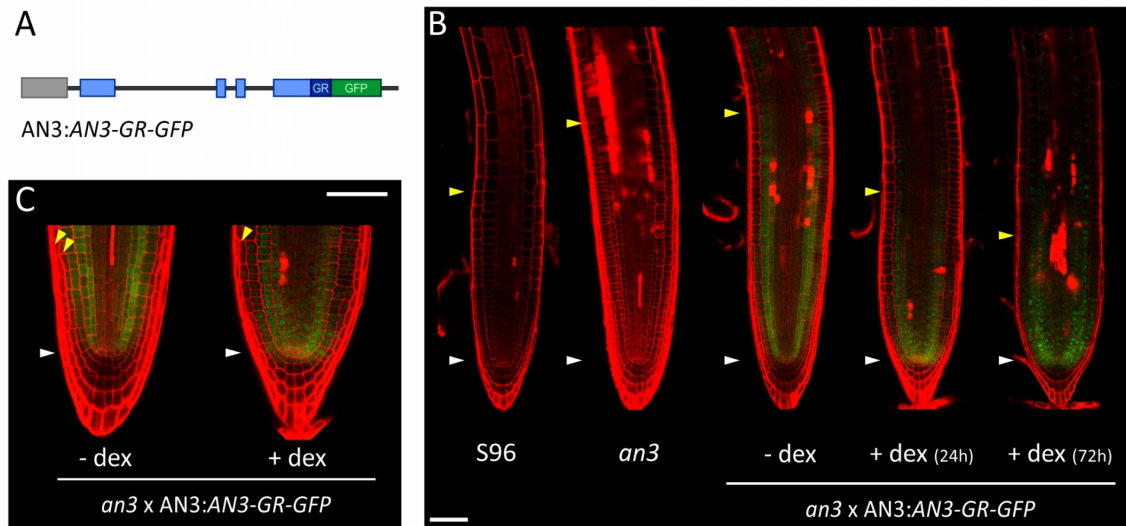 A
GR GFP
AN3:AN3-GR-GFP
B
S96 an3 - dex + dex (24h) + dex (72h)
an3 x AN3:AN3-GR-GFP
C
- dex + dex
an3 x AN3:AN3-GR-GFP